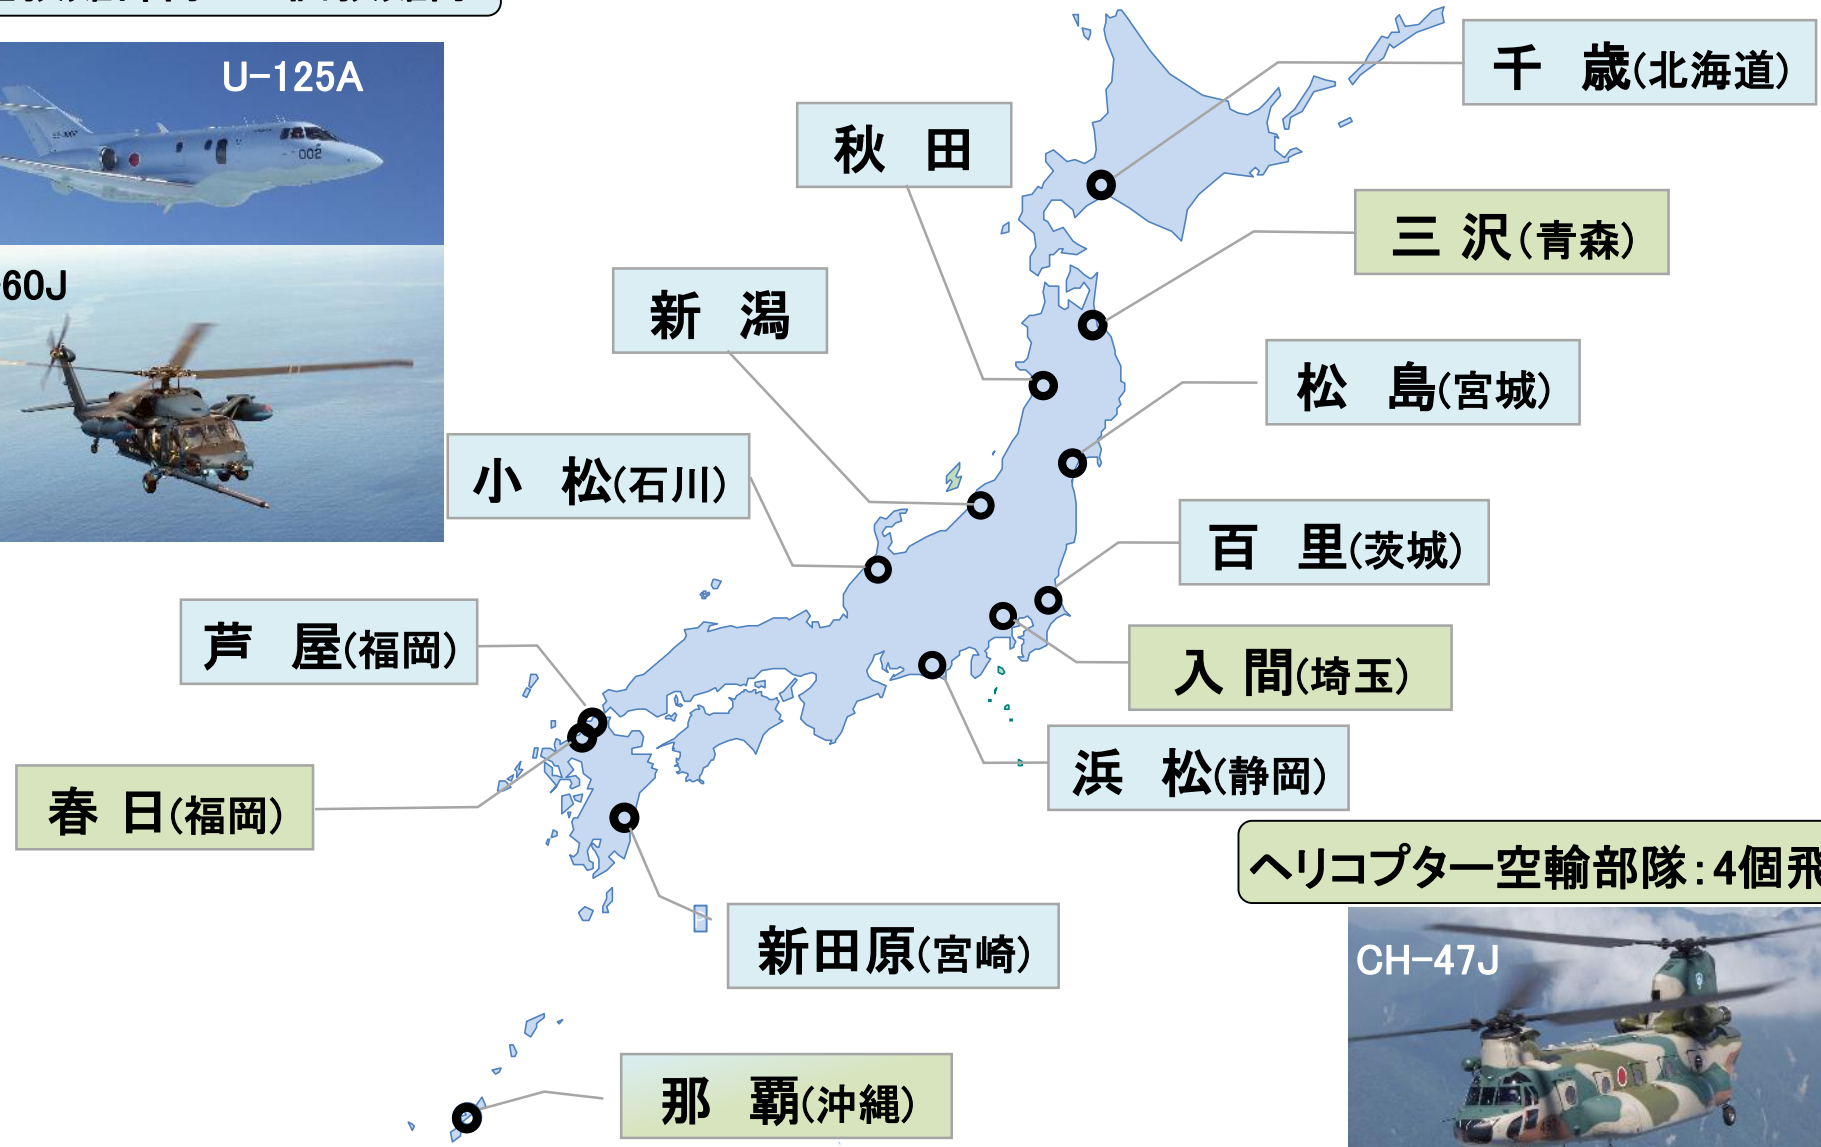 U-125A
60J
千 歳(北海道)
秋 田
三 沢(青森)
新 潟
松 島(宮城)
小 松(石川)
百 里(茨城)
芦 屋(福岡)
入 間(埼玉)
浜 松(静岡)
春 日(福岡)
ヘリコプター空輸部隊:4個飛
新田原(宮崎)
CH-47J
那 覇(沖縄)
002